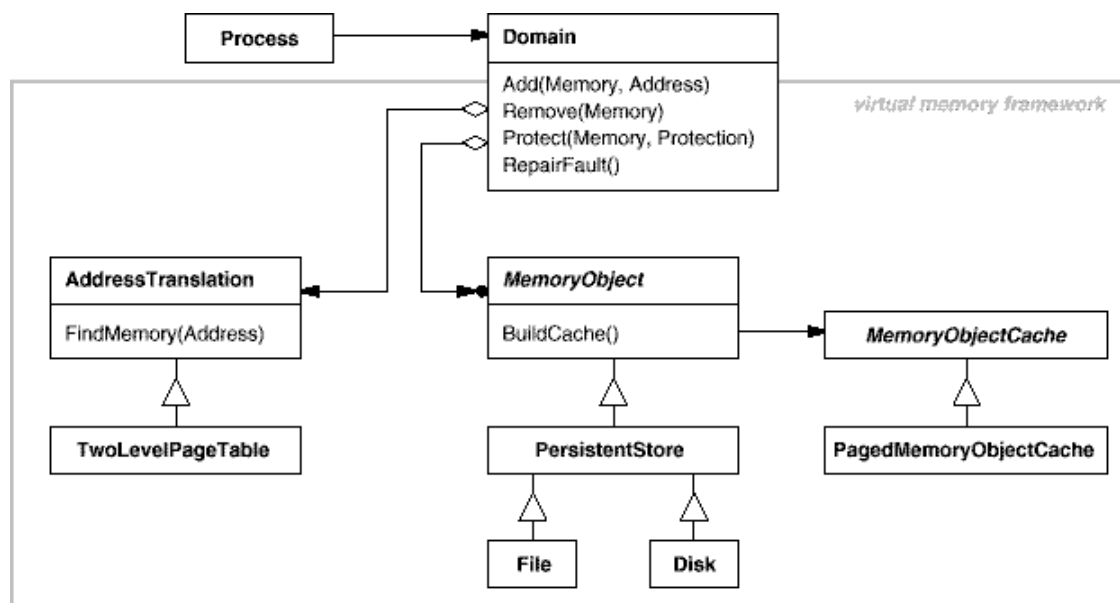 Process
Domain
Add(Memory, Address)
Remove(Memory)
Protect(Memory, Protection)
RepairFault()
virtual memory framework
AddressTranslation
FindMemory(Address)
MemoryObject
BuildCache()
MemoryObjectCache
TwoLevelPageTable
PersistentStore
PagedMemoryObjectCache
File
Disk